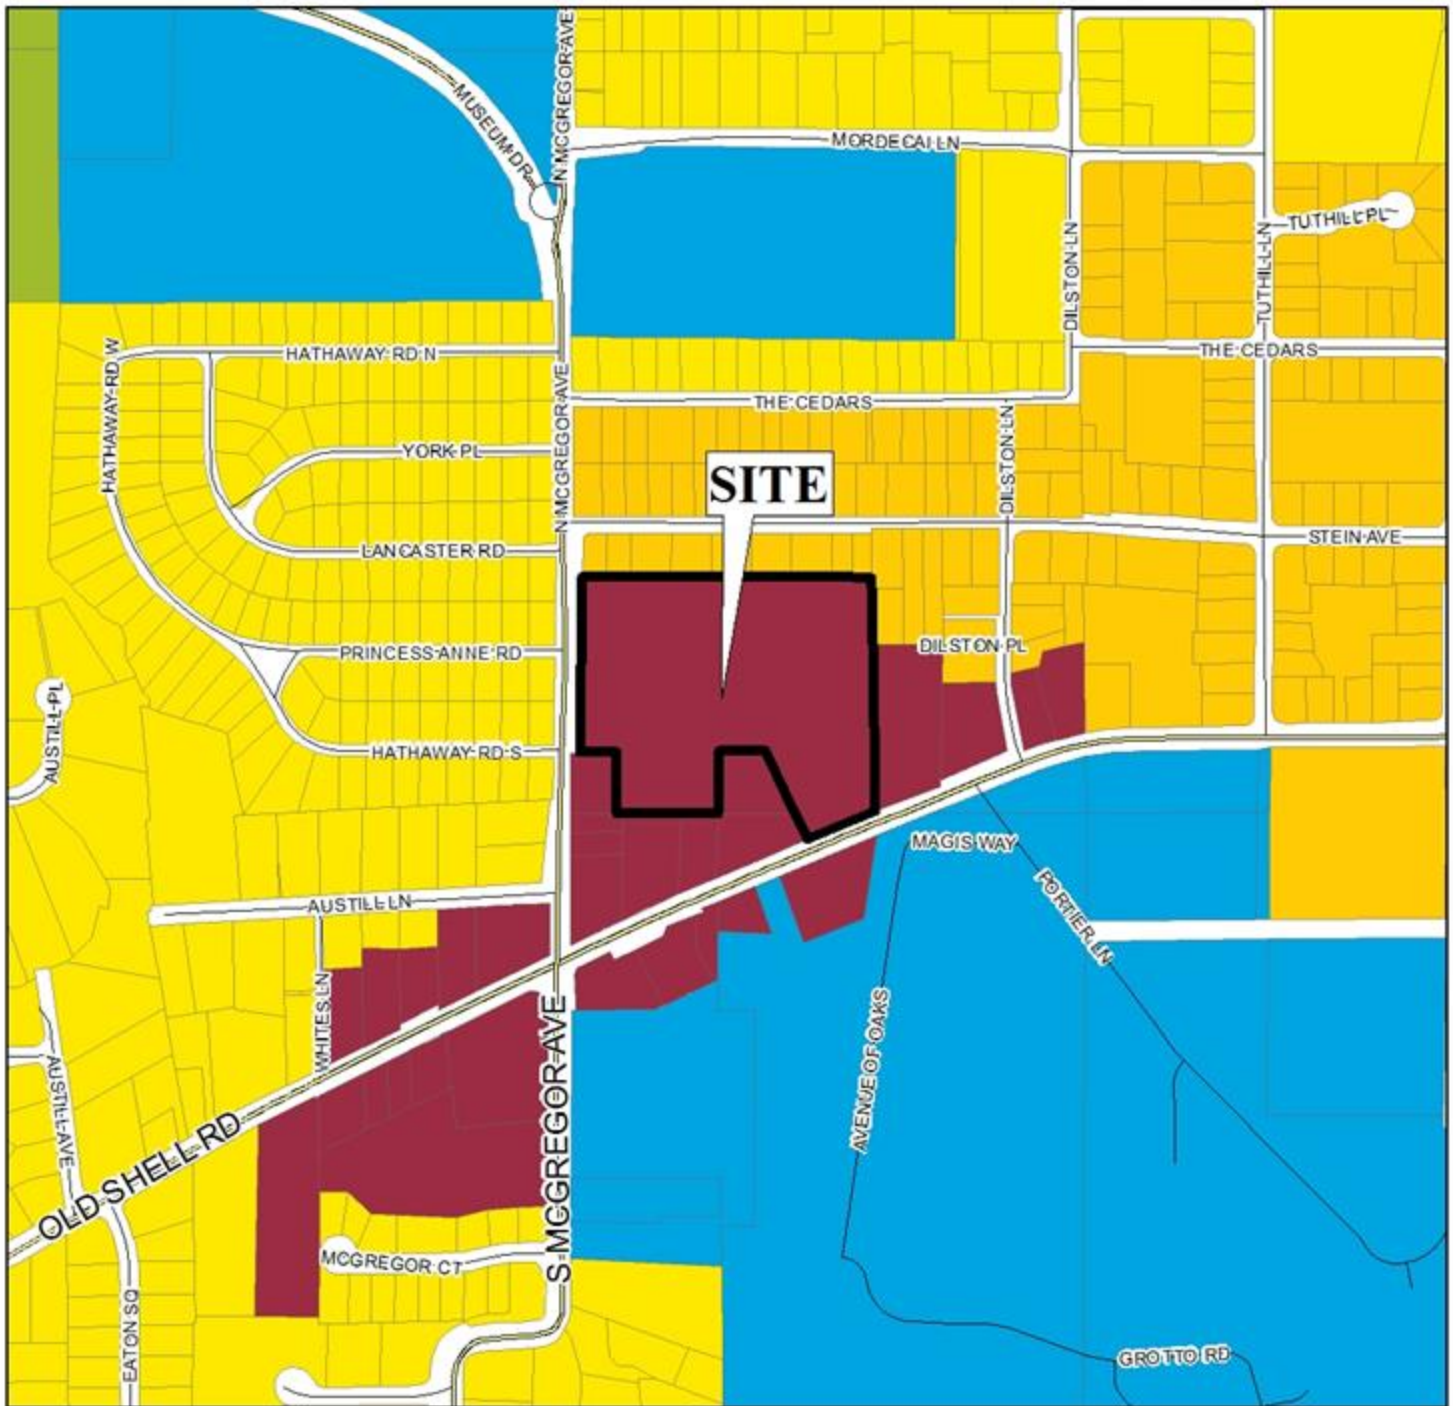 N MCGREGOR AVE
MUSEUM DR
MORDECAI LN
TUTHILL PL
DILSTON LN
TUTHILL LN
HATHAWAY RD W
HATHAWAY RD N
THE CEDARS
N MCGREGOR AVE
THE CEDARS
YORK PL
DILSTON LN
SITE
LANCASTER RD
STEIN AVE
PRINCESS ANNE RD
DILSTON PL
AUSTILL PL
HATHAWAY RD S
MAGIS WAY
PORTIER LN
AUSTILL LN
WHITES LN
AVENUE OF OAKS
S MCGREGOR AVE
AUSTILL AVE
OLD SHELL RD
MCGREGOR CT
EATON SQ
GROTTO RD